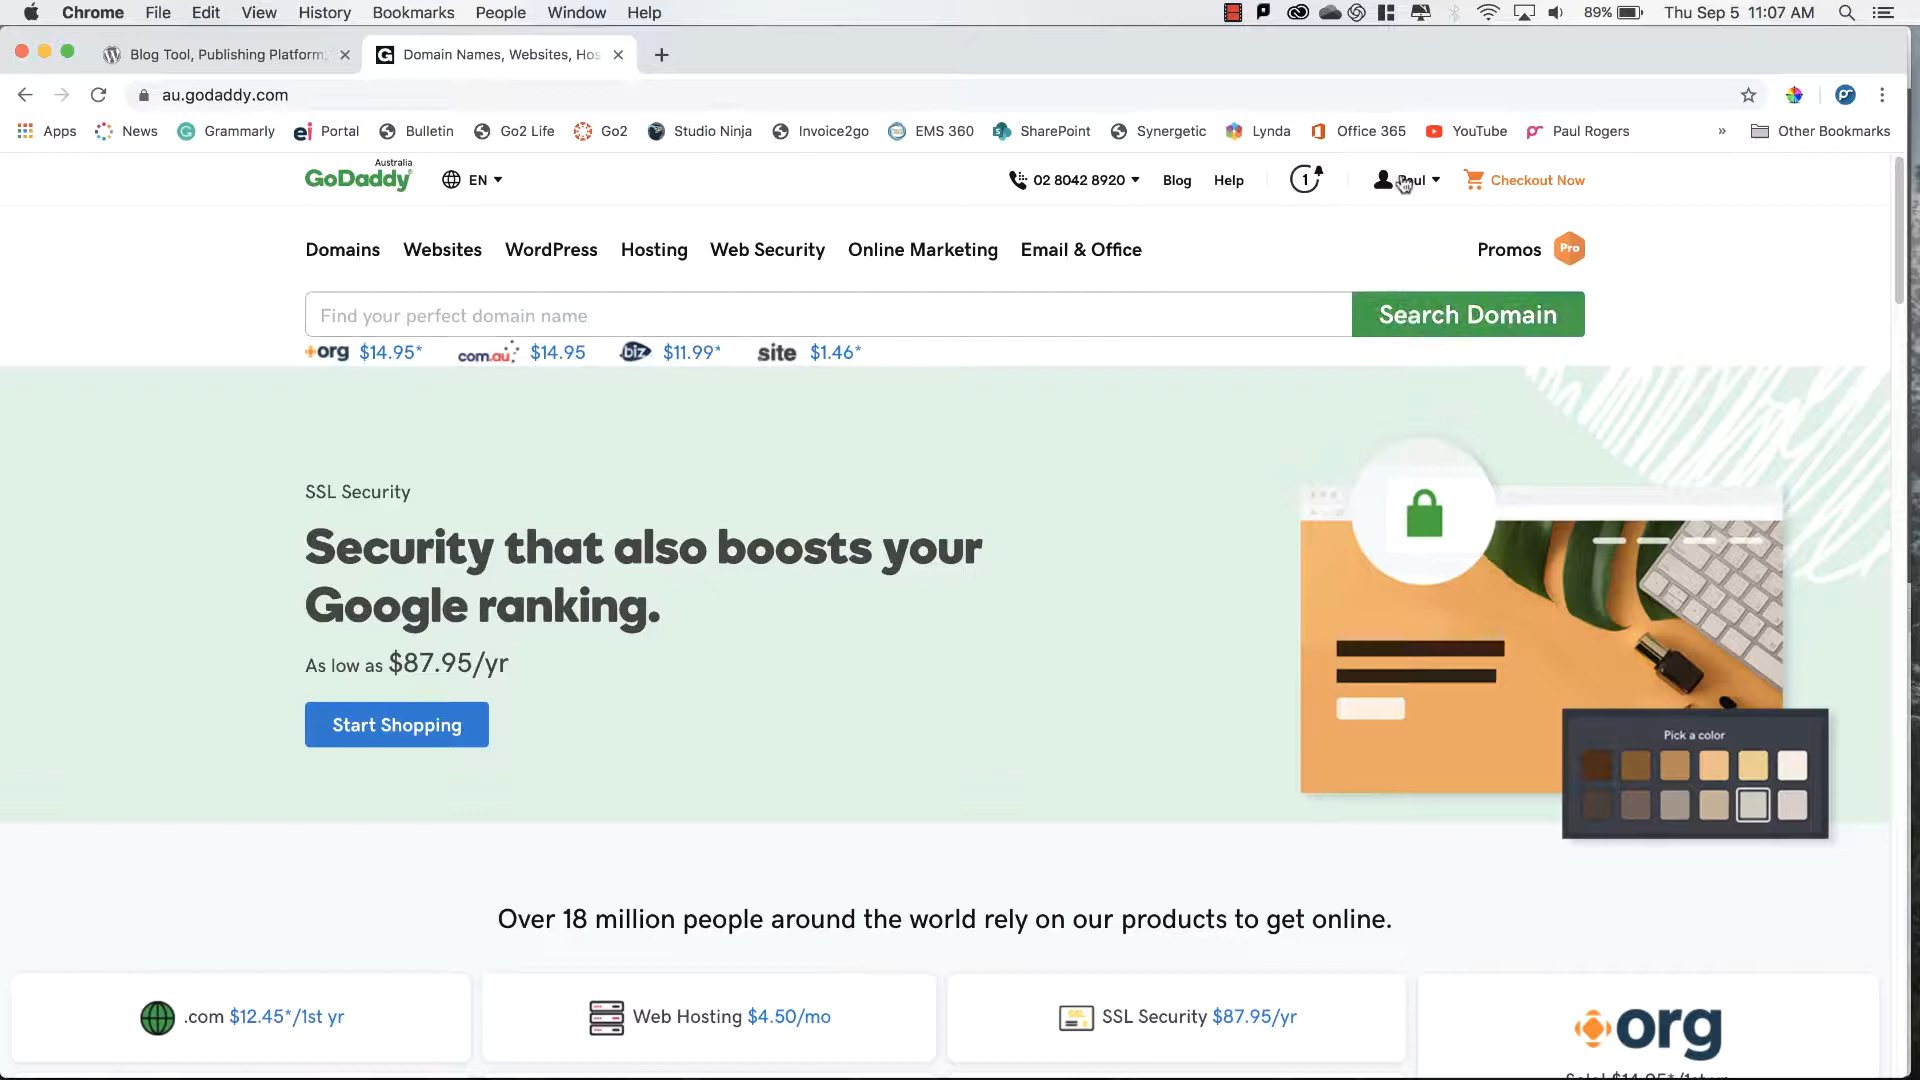 Chrome File Edit View History Bookmarks People Window Help 89% Thu Sep 5 11:07 AM
Blog Tool, Publishing Platform, Domain Names, Websites, Hos
au.godaddy.com
Apps News Grammarly Portal Bulletin Go2 Life Go2 Studio Ninja Invoice2go EMS 360 SharePoint Synergetic Lynda Office 365 YouTube Paul Rogers » Other Bookmarks
Australia
GoDaddy EN 02 8042 8920 Blog Help 1 Paul Checkout Now
Domains Websites WordPress Hosting Web Security Online Marketing Email & Office Promos Pro
Find your perfect domain name Search Domain
org $14.95* com.au $14.95 biz $11.99* site $1.46*
SSL Security
Security that also boosts your
Google ranking.
As low as $87.95/yr
Start Shopping
Pick a color
Over 18 million people around the world rely on our products to get online.
.com $12.45*/1st yr Web Hosting $4.50/mo SSL Security $87.95/yr
org